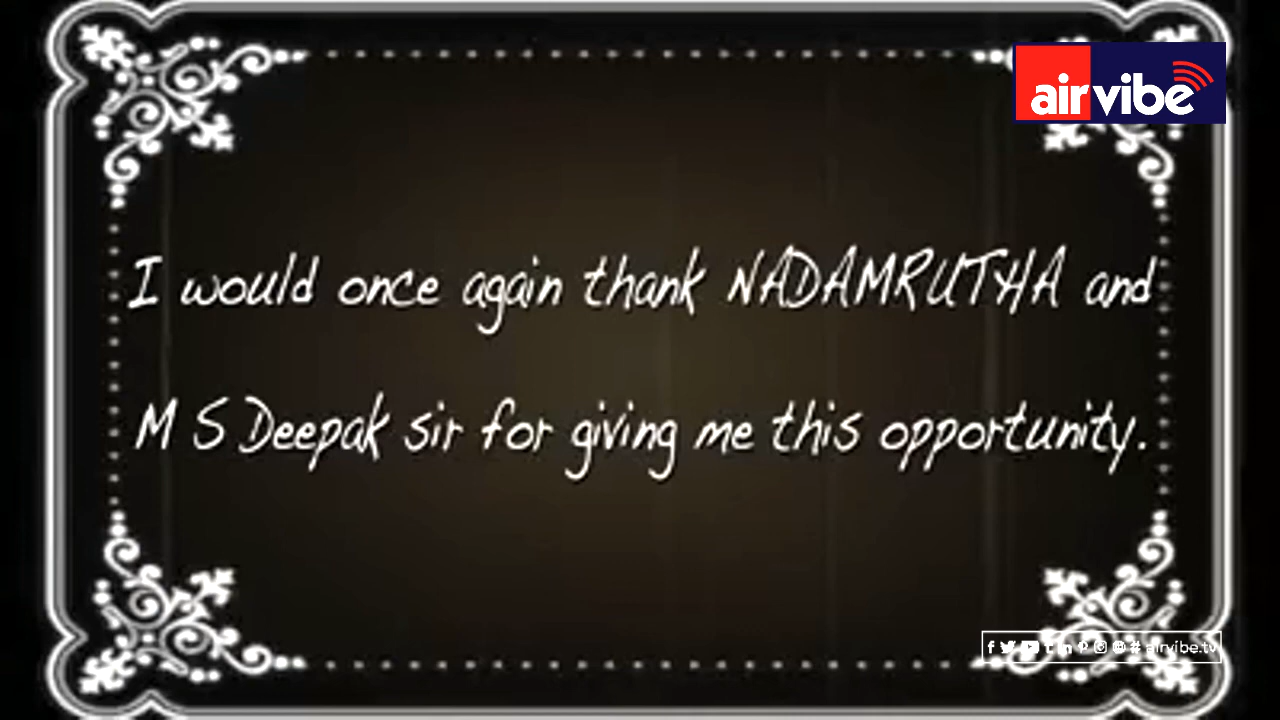 airvibe
I would once again thank NADAMRUTHA and
M S Deepak sir for giving me this opportunity.
airvibe.tv